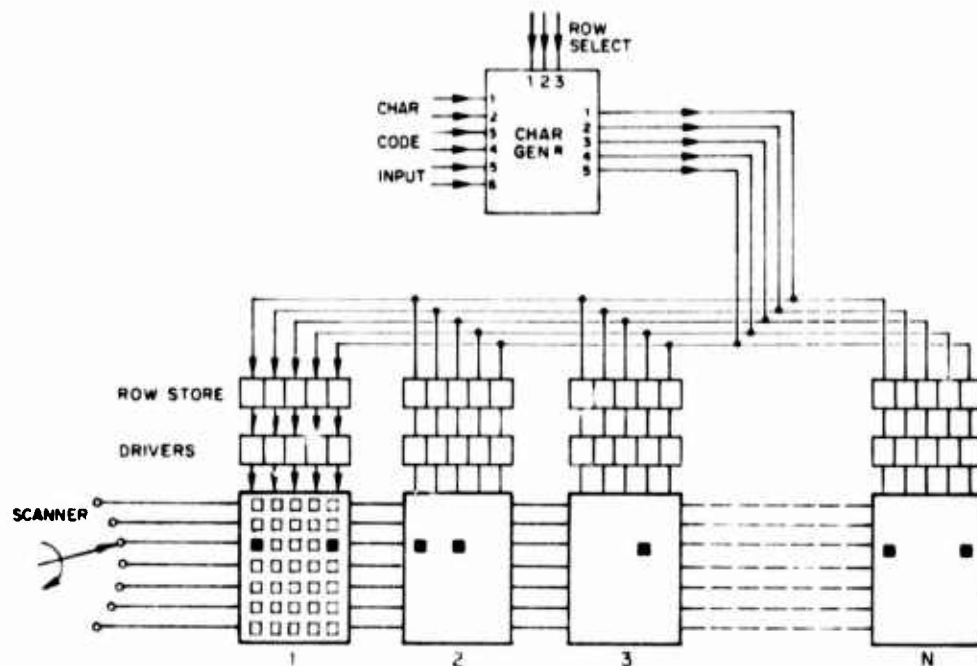 ROW
SELECT
1 2 3
CHAR
CODE
INPUT
1
2
3
4
5
6
CHAR
GEN R
1
2
3
4
5
ROW STORE
DRIVERS
SCANNER
1 2 3 N